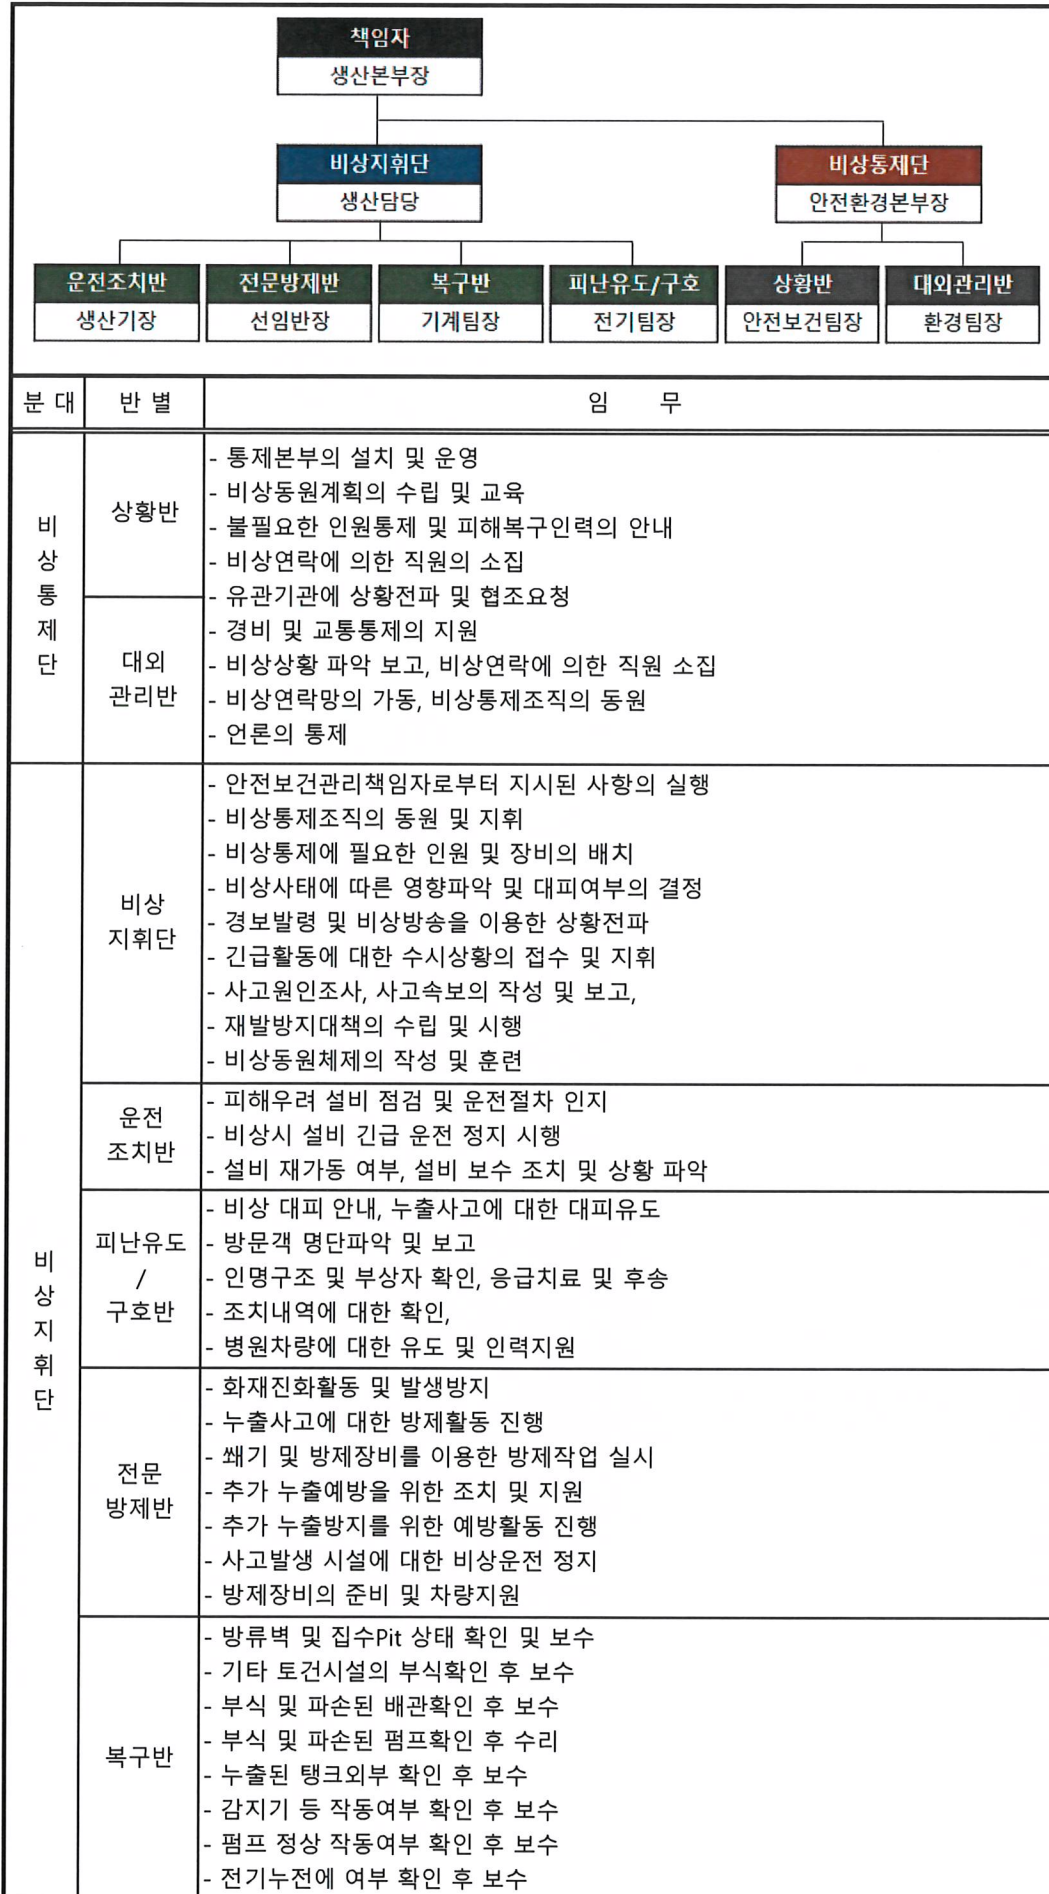 책임자
생산본부장
비상지휘단
생산담당
비상통제단
안전환경본부장
운전조치반
생산기장
전문방제반
선임반장
복구반
기계팀장
피난유도/구호
전기팀장
상황반
안전보건팀장
대외관리반
환경팀장
분 대 반 별 임 무
비상통제단
상황반
- 통제본부의 설치 및 운영
- 비상동원계획의 수립 및 교육
- 불필요한 인원통제 및 피해복구인력의 안내
- 비상연락에 의한 직원의 소집
- 유관기관에 상황전파 및 협조요청
대외
관리반
- 경비 및 교통통제의 지원
- 비상상황 파악 보고, 비상연락에 의한 직원 소집
- 비상연락망의 가동, 비상통제조직의 동원
- 언론의 통제
비상지휘단
비상
지휘단
- 안전보건관리책임자로부터 지시된 사항의 실행
- 비상통제조직의 동원 및 지휘
- 비상통제에 필요한 인원 및 장비의 배치
- 비상사태에 따른 영향파악 및 대피여부의 결정
- 경보발령 및 비상방송을 이용한 상황전파
- 긴급활동에 대한 수시상황의 접수 및 지휘
- 사고원인조사, 사고속보의 작성 및 보고,
- 재발방지대책의 수립 및 시행
- 비상동원체제의 작성 및 훈련
운전
조치반
- 피해우려 설비 점검 및 운전절차 인지
- 비상시 설비 긴급 운전 정지 시행
- 설비 재가동 여부, 설비 보수 조치 및 상황 파악
피난유도
/
구호반
- 비상 대피 안내, 누출사고에 대한 대피유도
- 방문객 명단파악 및 보고
- 인명구조 및 부상자 확인, 응급치료 및 후송
- 조치내역에 대한 확인,
- 병원차량에 대한 유도 및 인력지원
전문
방제반
- 화재진화활동 및 발생방지
- 누출사고에 대한 방제활동 진행
- 쐐기 및 방제장비를 이용한 방제작업 실시
- 추가 누출예방을 위한 조치 및 지원
- 추가 누출방지를 위한 예방활동 진행
- 사고발생 시설에 대한 비상운전 정지
- 방제장비의 준비 및 차량지원
복구반
- 방류벽 및 집수Pit 상태 확인 및 보수
- 기타 토건시설의 부식확인 후 보수
- 부식 및 파손된 배관확인 후 보수
- 부식 및 파손된 펌프확인 후 수리
- 누출된 탱크외부 확인 후 보수
- 감지기 등 작동여부 확인 후 보수
- 펌프 정상 작동여부 확인 후 보수
- 전기누전에 여부 확인 후 보수